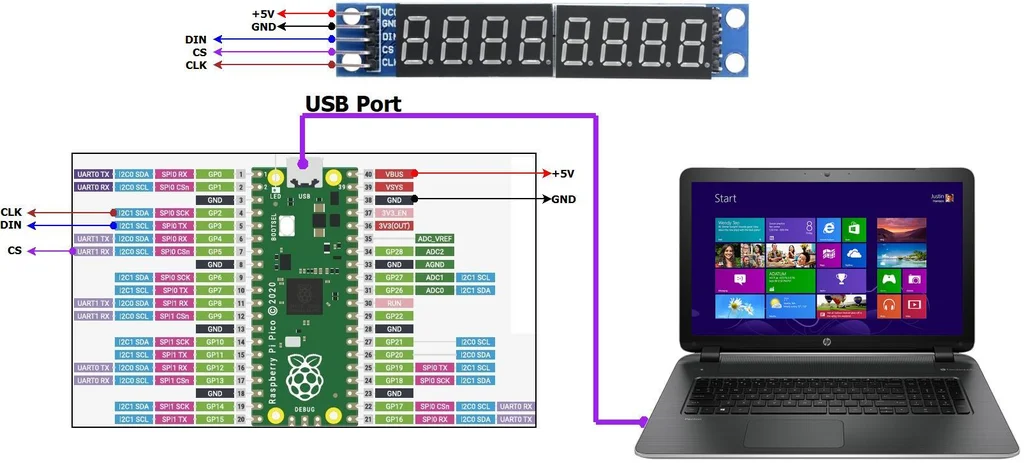 +5V VCC
GND GND
DIN DIN
CS CS
CLK CLK
USB Port
UART0 TX I2C0 SDA SPI0 RX GP0 1 40 VBUS +5V
UART0 RX I2C0 SCL SPI0 CSn GP1 2 39 VSYS
GND 3 38 GND GND
CLK I2C1 SDA SPI0 SCK GP2 4 37 3V3_EN
DIN I2C1 SCL SPI0 TX GP3 5 36 3V3(OUT)
UART1 TX I2C0 SDA SPI0 RX GP4 6 35 ADC_VREF
CS UART1 RX I2C0 SCL SPI0 CSn GP5 7 34 GP28 ADC2
GND 8 33 GND AGND
I2C1 SDA SPI0 SCK GP6 9 32 GP27 ADC1 I2C1 SCL
I2C1 SCL SPI0 TX GP7 10 31 GP26 ADC0 I2C1 SDA
UART1 TX I2C0 SDA SPI1 RX GP8 11 30 RUN
UART1 RX I2C0 SCL SPI1 CSn GP9 12 29 GP22
GND 13 28 GND
I2C1 SDA SPI1 SCK GP10 14 27 GP21 I2C0 SCL
I2C1 SCL SPI1 TX GP11 15 26 GP20 I2C0 SDA
UART0 TX I2C0 SDA SPI1 RX GP12 16 25 GP19 SPI0 TX I2C1 SCL
UART0 RX I2C0 SCL SPI1 CSn GP13 17 24 GP18 SPI0 SCK I2C1 SDA
GND 18 23 GND
I2C1 SDA SPI1 SCK GP14 19 22 GP17 SPI0 CSn I2C0 SCL UART0 RX
I2C1 SCL SPI1 TX GP15 20 21 GP16 SPI0 RX I2C0 SDA UART0 TX
1 2 39
LED USB
BOOTSEL
Raspberry Pi Pico © 2020
DEBUG
Start
Justin
Wendy Teo
ADATUM
hp